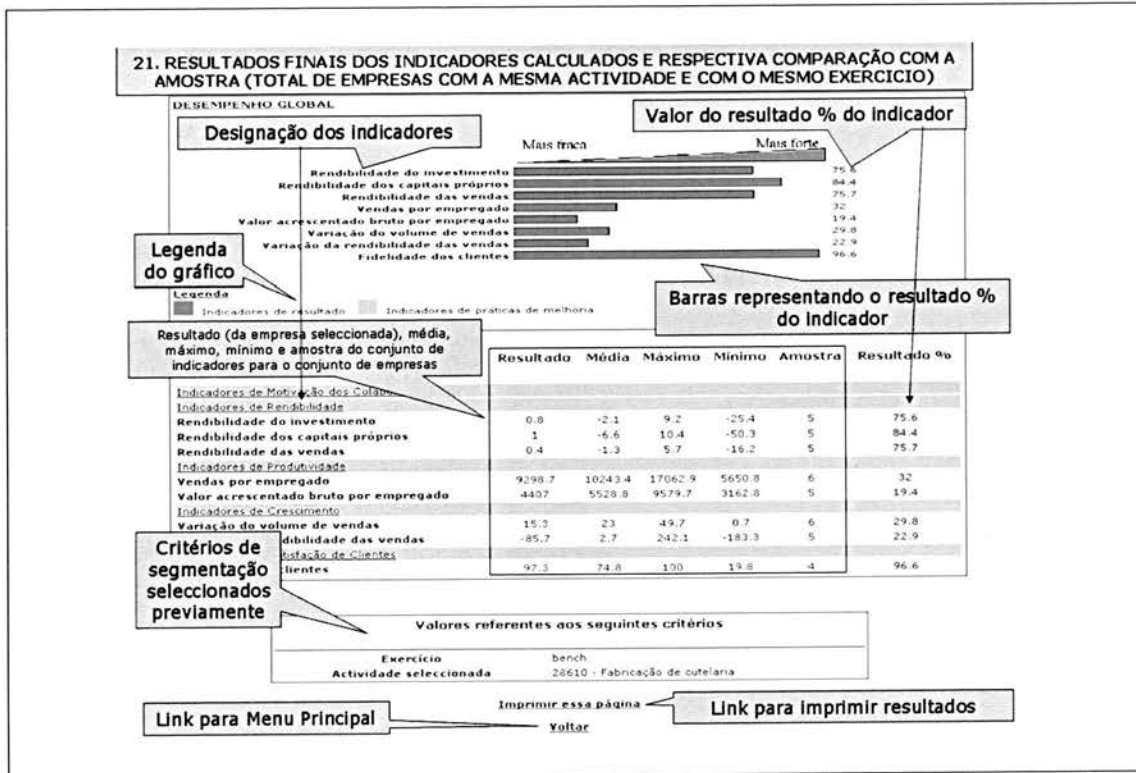 21. RESULTADOS FINAIS DOS INDICADORES CALCULADOS E RESPECTIVA COMPARAÇÃO COM A
AMOSTRA (TOTAL DE EMPRESAS COM A MESMA ACTIVIDADE E COM O MESMO EXERCICIO)
DESEMPENHO GLOBAL
Designação dos indicadores
Valor do resultado % do indicador
Mais fraca Mais forte
Rendibilidade do investimento 75.6
Rendibilidade dos capitais próprios 84.4
Rendibilidade das vendas 75.7
Vendas por empregado 32
Valor acrescentado bruto por empregado 19.4
Variação do volume de vendas 29.8
Variação da rendibilidade das vendas 22.9
Fidelidade dos clientes 96.6
Legenda
do gráfico
Legenda
Indicadores de resultado Indicadores de práticas de melhoria
Barras representando o resultado %
do indicador
Resultado (da empresa seleccionada), média,
máximo, mínimo e amostra do conjunto de
indicadores para o conjunto de empresas
Resultado Média Máximo Mínimo Amostra Resultado %
Indicadores de Motivação dos Colab
Indicadores de Rendibilidade
Rendibilidade do investimento 0.8 -2.1 9.2 -25.4 5 75.6
Rendibilidade dos capitais próprios 1 -6.6 10.4 -50.3 5 84.4
Rendibilidade das vendas 0.4 -1.3 5.7 -16.2 5 75.7
Indicadores de Produtividade
Vendas por empregado 9298.7 10243.4 17062.9 5650.8 6 32
Valor acrescentado bruto por empregado 4407 5528.8 9579.7 3162.8 5 19.4
Indicadores de Crescimento
Variação do volume de vendas 15.3 23 49.7 0.7 6 29.8
dibilidade das vendas -85.7 2.7 242.1 -183.3 5 22.9
tisfação de Clientes
clientes 97.3 74.8 100 19.8 4 96.6
Critérios de
segmentação
seleccionados
previamente
Valores referentes aos seguintes critérios
Exercício bench
Actividade seleccionada 28610 - Fabricação de cutelaria
Imprimir essa página
Link para imprimir resultados
Link para Menu Principal
Voltar